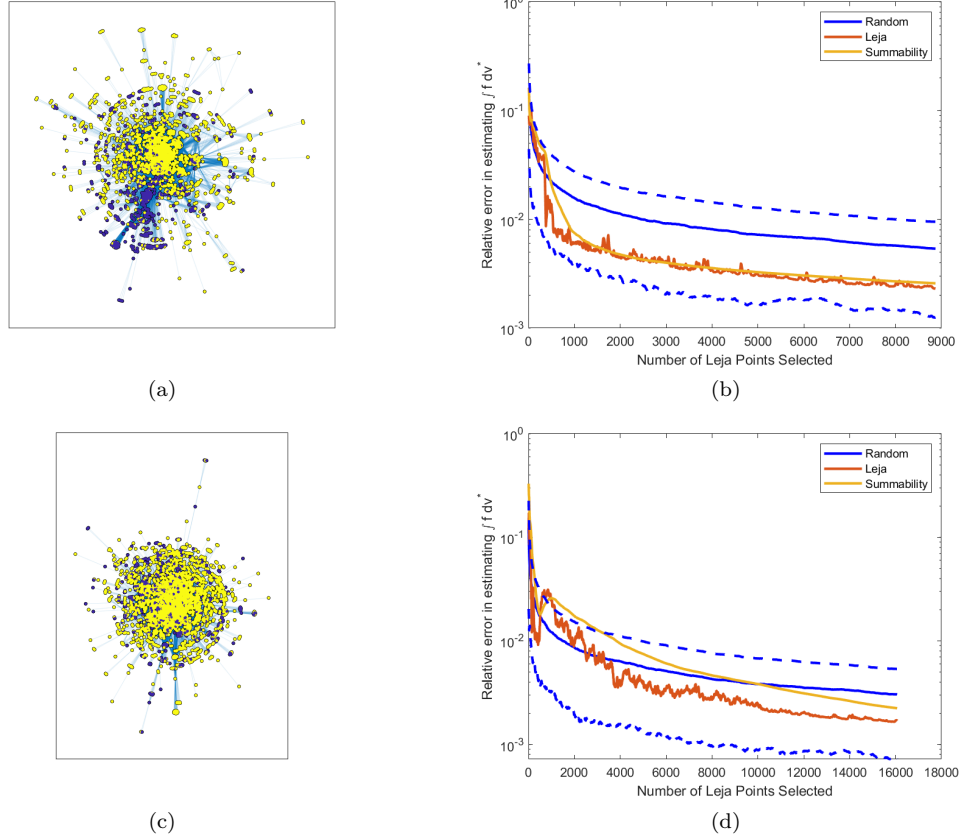 (a)
10^0
10^-1
10^-2
10^-3
Relative error in estimating ∫ f dv*
Random
Leja
Summability
0 1000 2000 3000 4000 5000 6000 7000 8000 9000
Number of Leja Points Selected
(b)
(c)
10^0
10^-1
10^-2
10^-3
Relative error in estimating ∫ f dv*
Random
Leja
Summability
0 2000 4000 6000 8000 10000 12000 14000 16000 18000
Number of Leja Points Selected
(d)